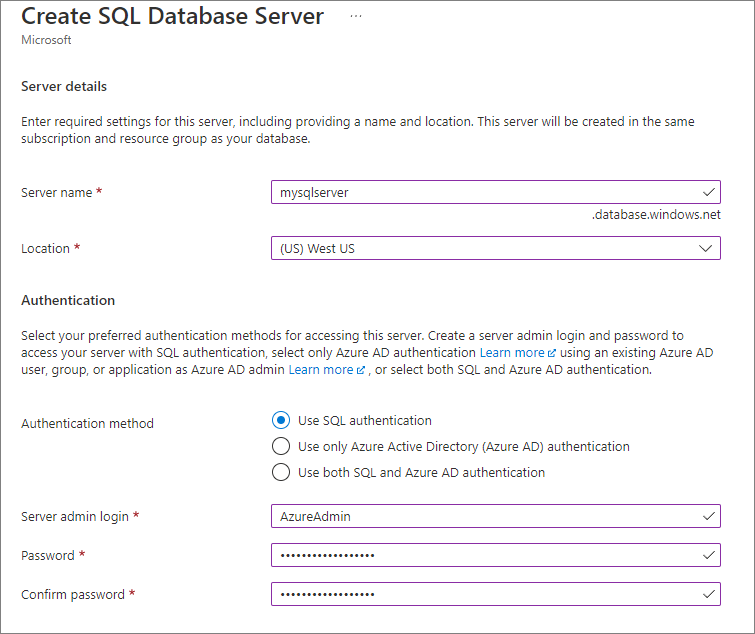 Create SQL Database Server ...
Microsoft
Server details
Enter required settings for this server, including providing a name and location. This server will be created in the same
subscription and resource group as your database.
Server name *
mysqlserver
.database.windows.net
Location *
(US) West US
Authentication
Select your preferred authentication methods for accessing this server. Create a server admin login and password to
access your server with SQL authentication, select only Azure AD authentication Learn more using an existing Azure AD
user, group, or application as Azure AD admin Learn more , or select both SQL and Azure AD authentication.
Authentication method
Use SQL authentication
Use only Azure Active Directory (Azure AD) authentication
Use both SQL and Azure AD authentication
Server admin login *
AzureAdmin
Password *
••••••••••••••••••
Confirm password *
••••••••••••••••••